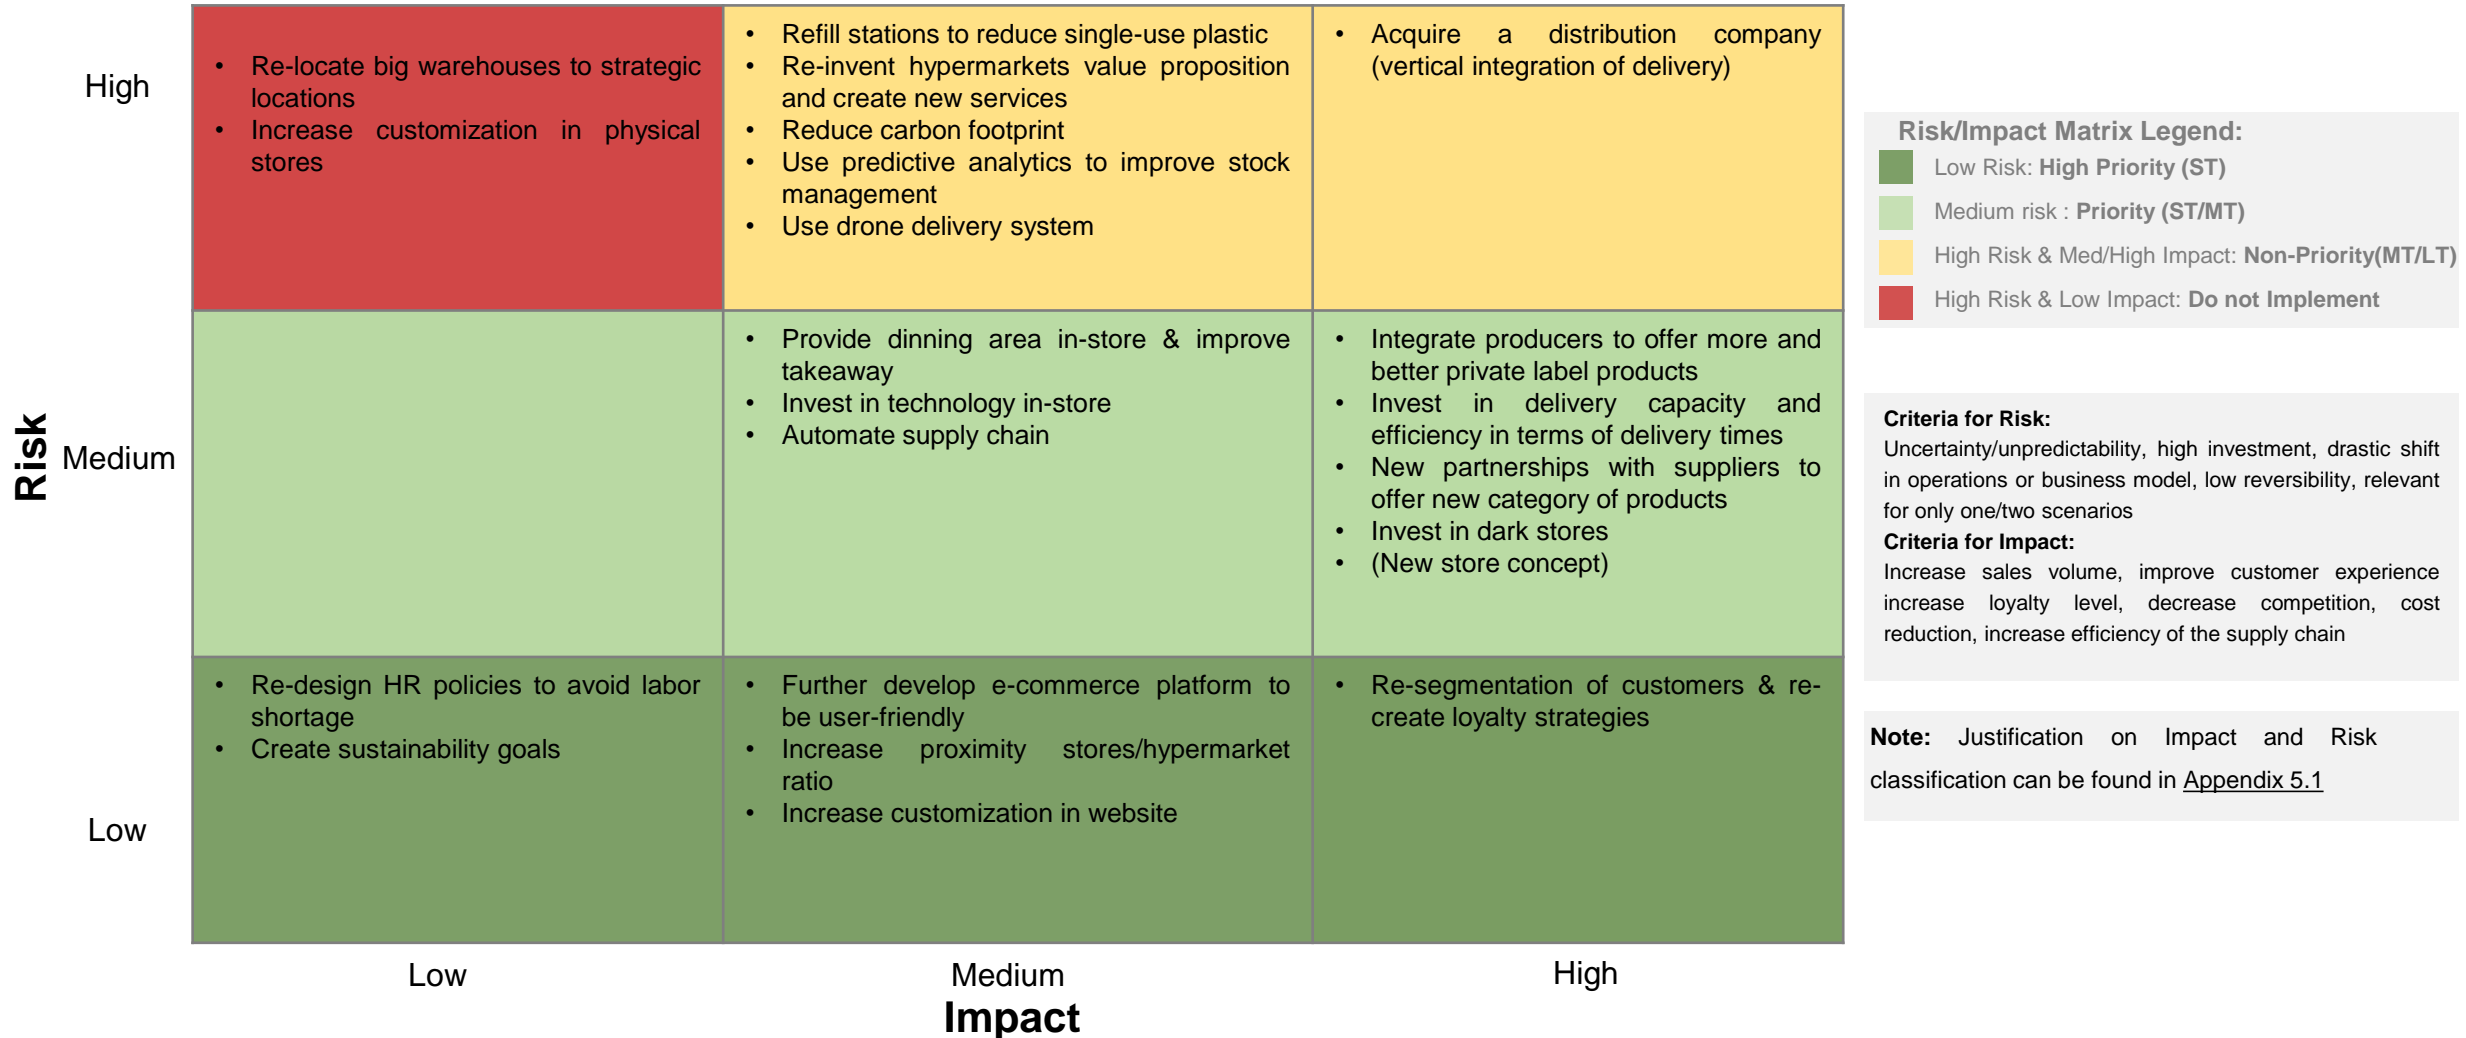 High
• Re-locate big warehouses to strategic
locations
• Increase customization in physical
stores
• Refill stations to reduce single-use plastic
• Re-invent hypermarkets value proposition
and create new services
• Reduce carbon footprint
• Use predictive analytics to improve stock
management
• Use drone delivery system
• Acquire a distribution company
(vertical integration of delivery)
Risk
Medium
• Provide dinning area in-store & improve
takeaway
• Invest in technology in-store
• Automate supply chain
• Integrate producers to offer more and
better private label products
• Invest in delivery capacity and
efficiency in terms of delivery times
• New partnerships with suppliers to
offer new category of products
• Invest in dark stores
• (New store concept)
Low
• Re-design HR policies to avoid labor
shortage
• Create sustainability goals
• Further develop e-commerce platform to
be user-friendly
• Increase proximity stores/hypermarket
ratio
• Increase customization in website
• Re-segmentation of customers & re-
create loyalty strategies
Low
Medium
High
Impact
Risk/Impact Matrix Legend:
Low Risk: High Priority (ST)
Medium risk : Priority (ST/MT)
High Risk & Med/High Impact: Non-Priority(MT/LT)
High Risk & Low Impact: Do not Implement
Criteria for Risk:
Uncertainty/unpredictability, high investment, drastic shift
in operations or business model, low reversibility, relevant
for only one/two scenarios
Criteria for Impact:
Increase sales volume, improve customer experience
increase loyalty level, decrease competition, cost
reduction, increase efficiency of the supply chain
Note: Justification on Impact and Risk
classification can be found in Appendix 5.1